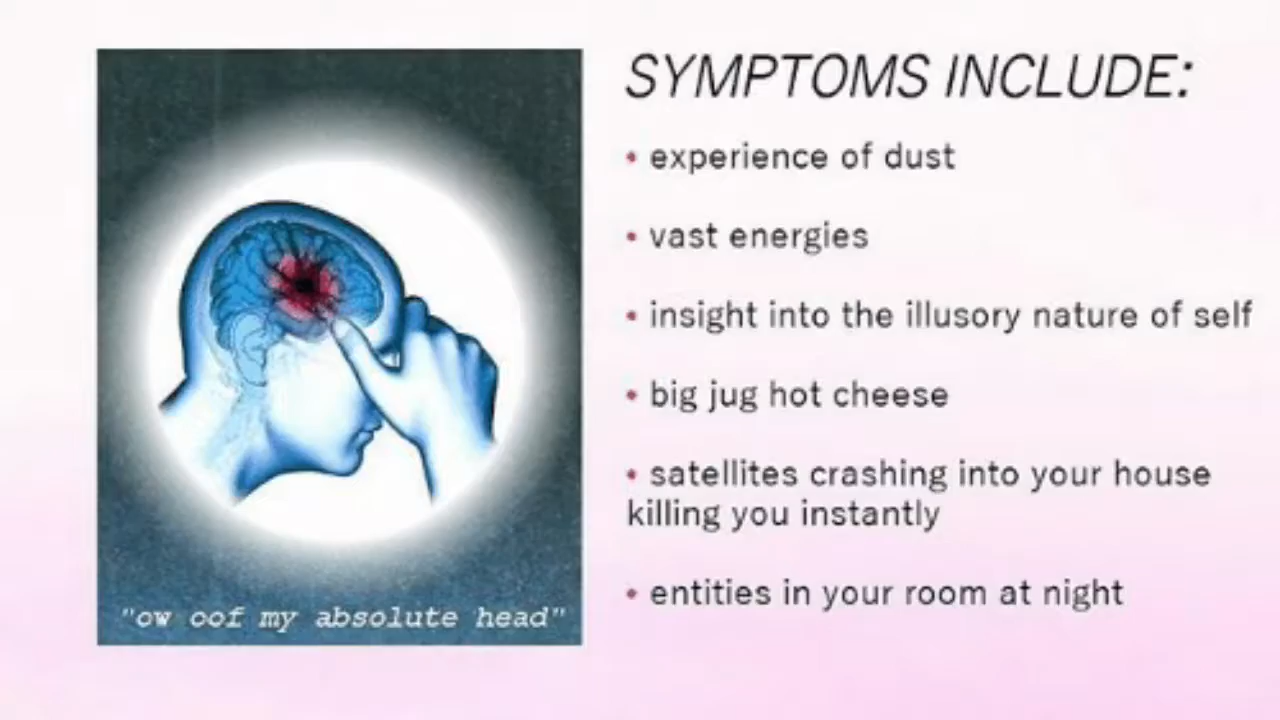 SYMPTOMS INCLUDE:
• experience of dust
• vast energies
• insight into the illusory nature of self
• big jug hot cheese
• satellites crashing into your house
killing you instantly
• entities in your room at night
"ow oof my absolute head"